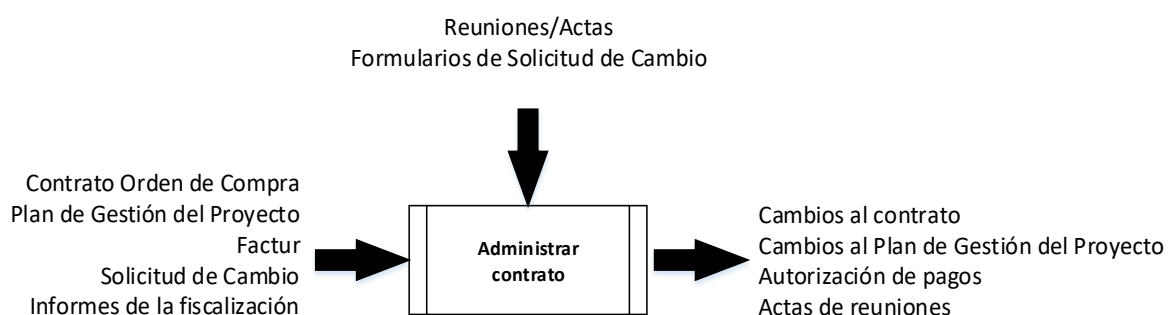 Reuniones/Actas
Formularios de Solicitud de Cambio
Contrato Orden de Compra
Plan de Gestión del Proyecto
Factur
Solicitud de Cambio
Informes de la fiscalización
Administrar
contrato
Cambios al contrato
Cambios al Plan de Gestión del Proyecto
Autorización de pagos
Actas de reuniones